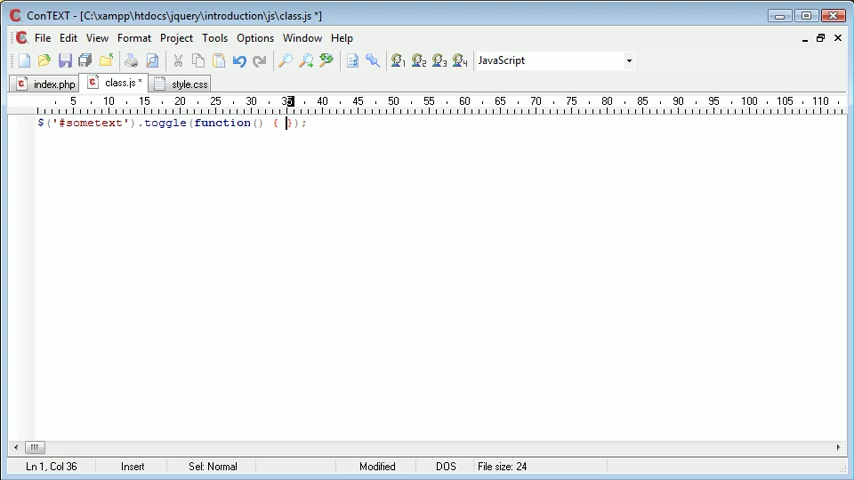 ConTEXT - [C:\xampp\htdocs\jquery\introduction\js\class.js *]
File Edit View Format Project Tools Options Window Help
JavaScript
index.php class.js * style.css
5 10 15 20 25 30 35 40 45 50 55 60 65 70 75 80 85 90 95 100 105 110
$('#sometext').toggle(function() { });
Ln 1, Col 36 Insert Sel: Normal Modified DOS File size: 24